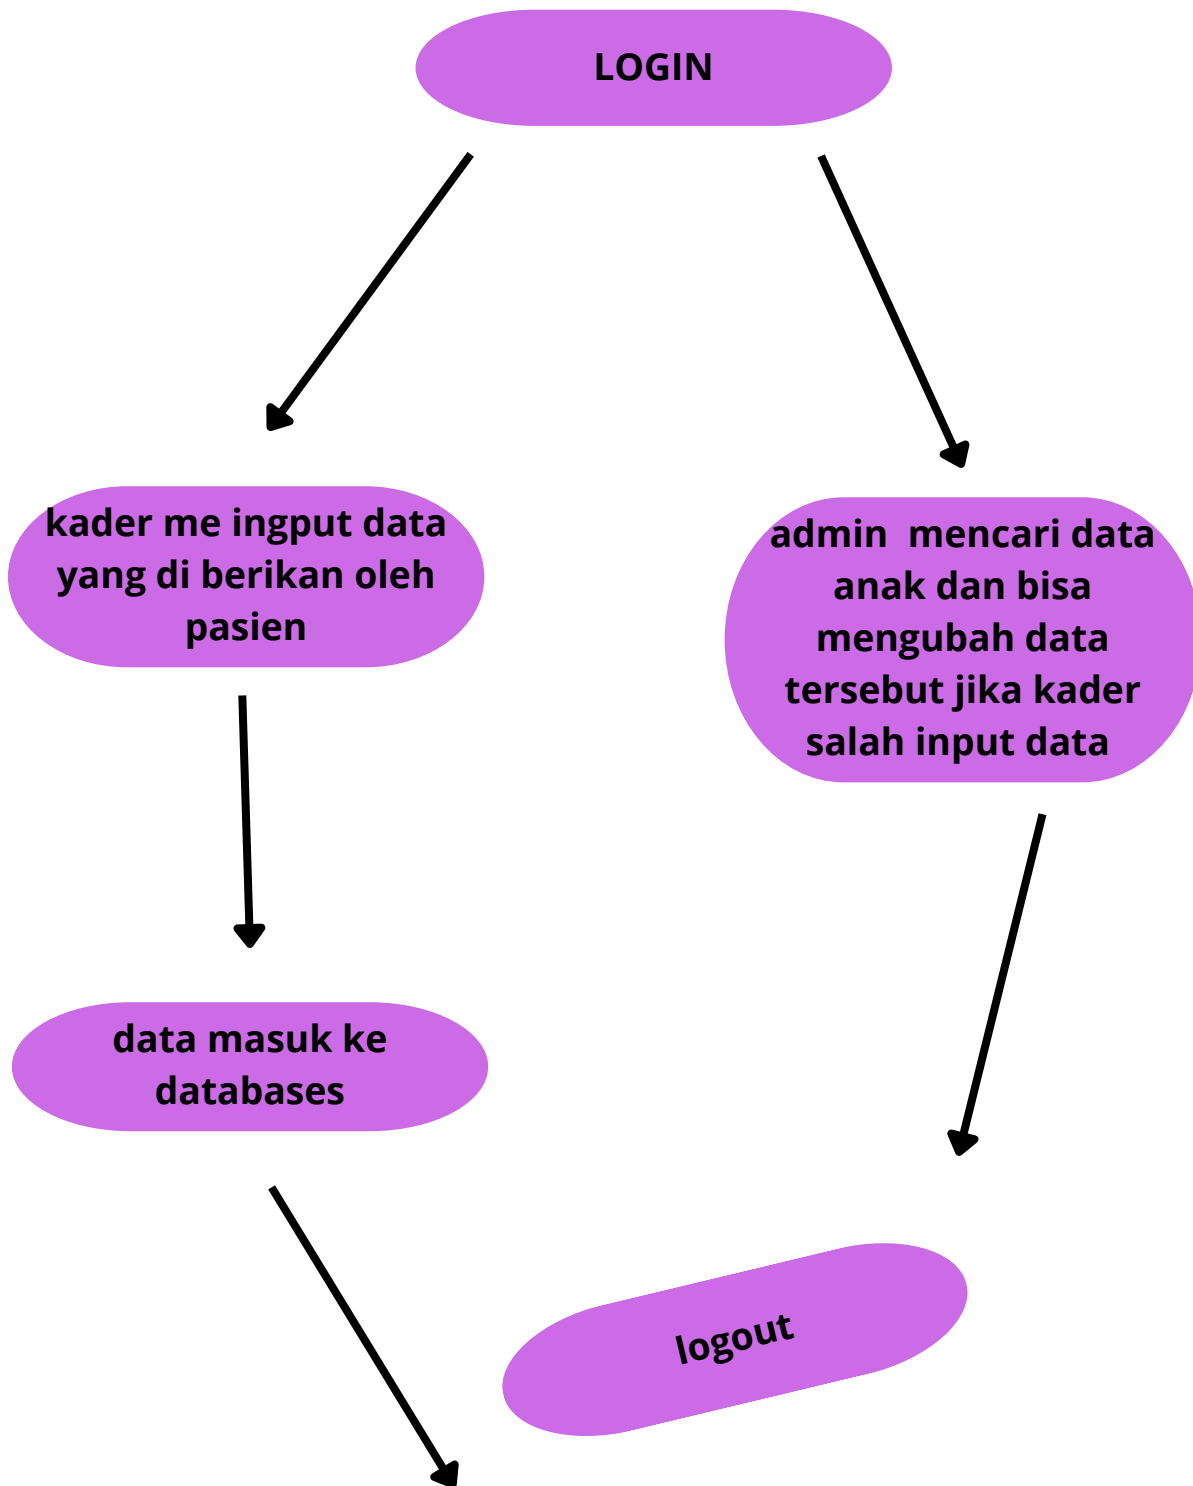 LOGIN
kader me ingput data
yang di berikan oleh
pasien
admin  mencari data
anak dan bisa
mengubah data
tersebut jika kader
salah input data
data masuk ke
databases
logout